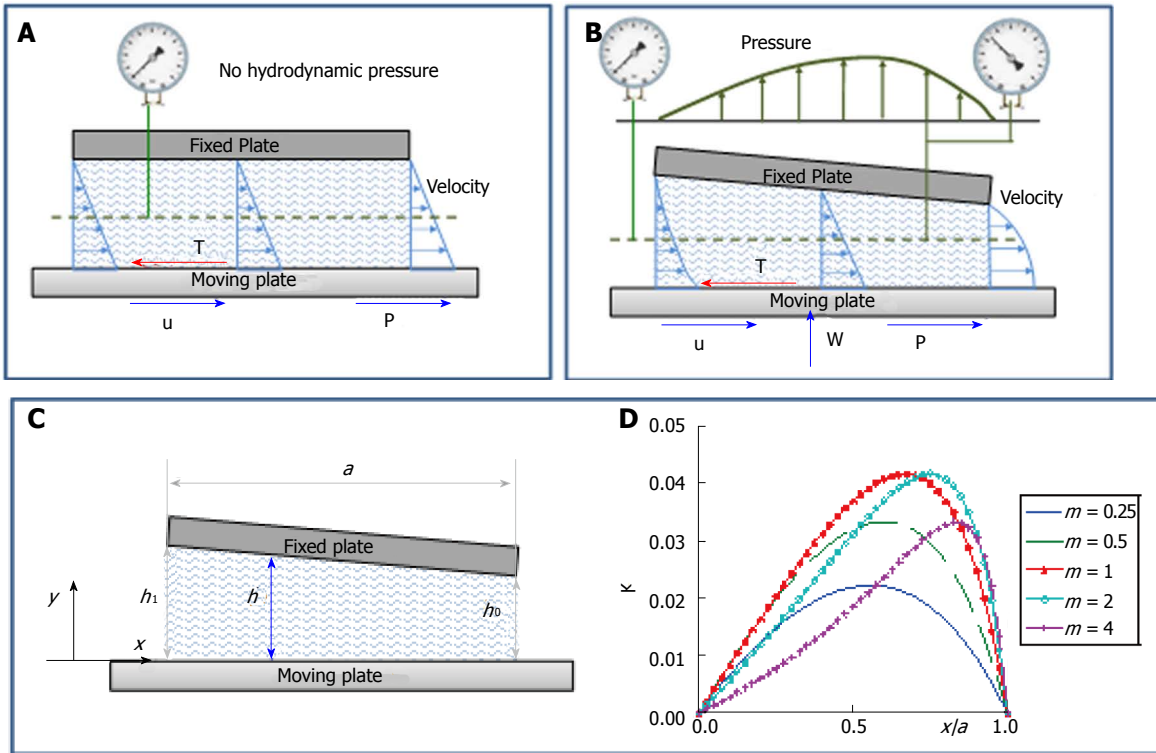 A
No hydrodynamic pressure
Fixed Plate
Velocity
T
Moving plate
u
P
B
Pressure
Fixed Plate
Velocity
T
Moving plate
u
W
P
C
a
Fixed plate
y
h1
h
h0
x
Moving plate
D
K
0.05
0.04
0.03
0.02
0.01
0.00
0.0
0.5
x/a
1.0
m = 0.25
m = 0.5
m = 1
m = 2
m = 4